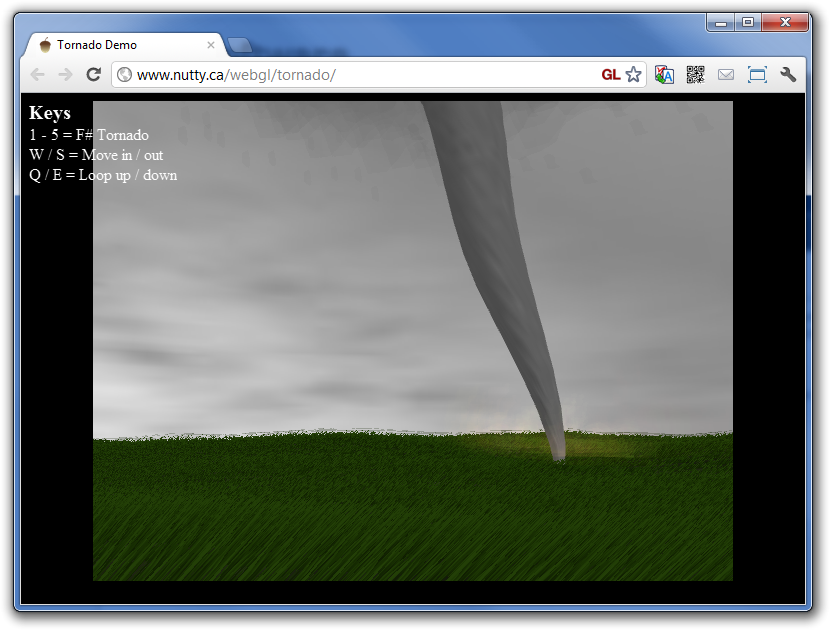 Tornado Demo
www.nutty.ca/webgl/tornado/
GL
Keys
1 - 5 = F# Tornado
W / S = Move in / out
Q / E = Loop up / down